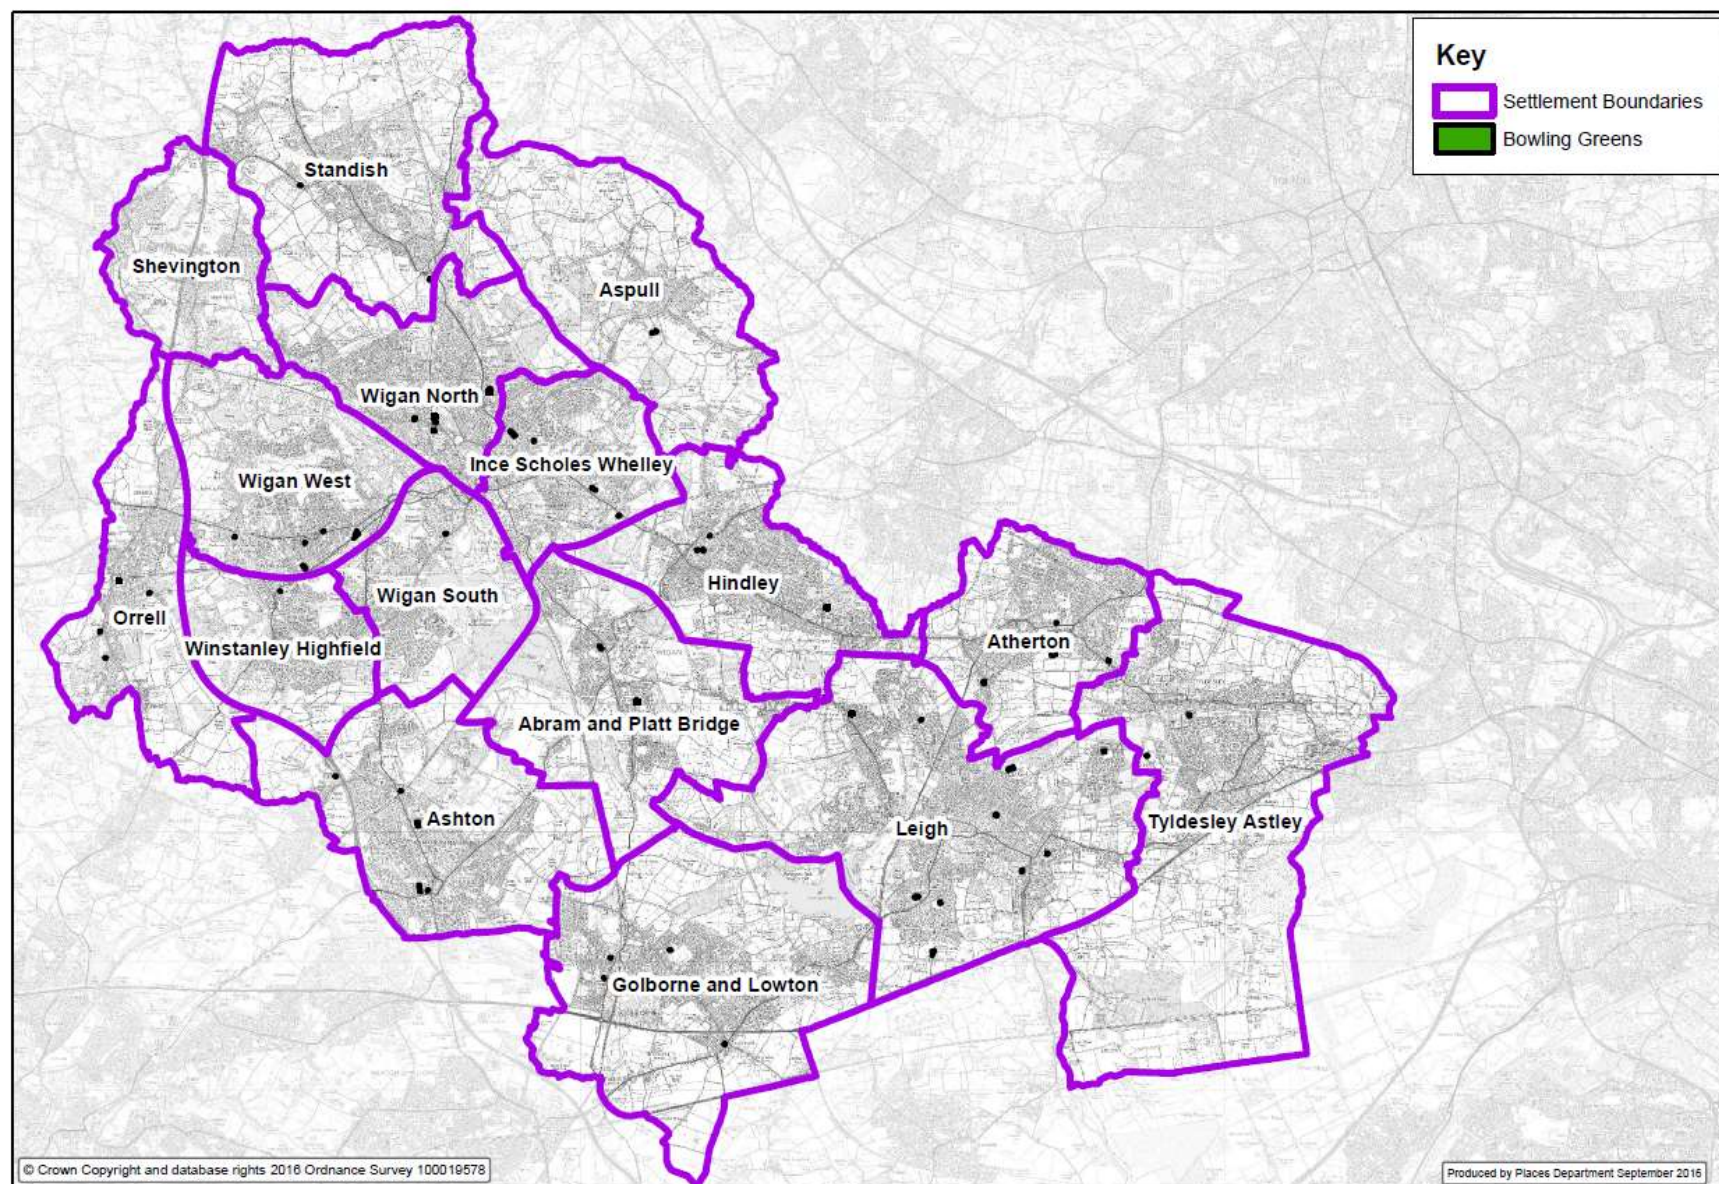 Key
Settlement Boundaries
Bowling Greens
Standish
Shevington
Aspull
Wigan North
Ince Scholes Whelley
Wigan West
Hindley
Wigan South
Orrell
Winstanley Highfield
Atherton
Abram and Platt Bridge
Ashton
Leigh
Tyldesley Astley
Golborne and Lowton
© Crown Copyright and database rights 2016 Ordnance Survey 100019578
Produced by Places Department September 2016